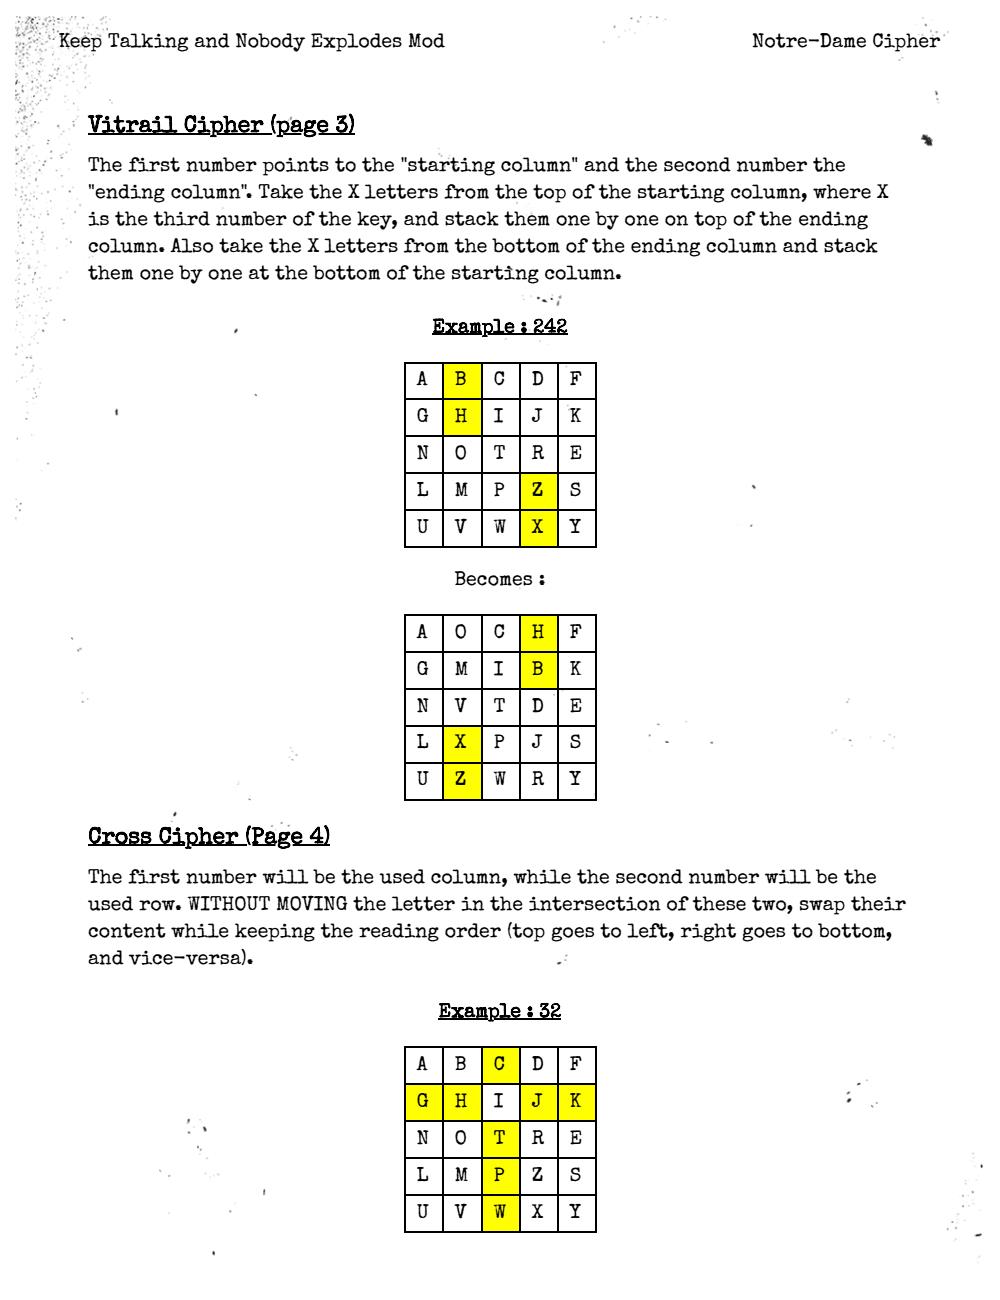 Keep Talking and Nobody Explodes Mod Notre-Dame Cipher
Vitrail Cipher (page 3)
The first number points to the "starting column" and the second number the
"ending column". Take the X letters from the top of the starting column, where X
is the third number of the key, and stack them one by one on top of the ending
column. Also take the X letters from the bottom of the ending column and stack
them one by one at the bottom of the starting column.
Example : 242
A B C D F
G H I J K
N O T R E
L M P Z S
U V W X Y
Becomes :
A O C H F
G M I B K
N V T D E
L X P J S
U Z W R Y
Cross Cipher (Page 4)
The first number will be the used column, while the second number will be the
used row. WITHOUT MOVING the letter in the intersection of these two, swap their
content while keeping the reading order (top goes to left, right goes to bottom,
and vice-versa).
Example : 32
A B C D F
G H I J K
N O T R E
L M P Z S
U V W X Y